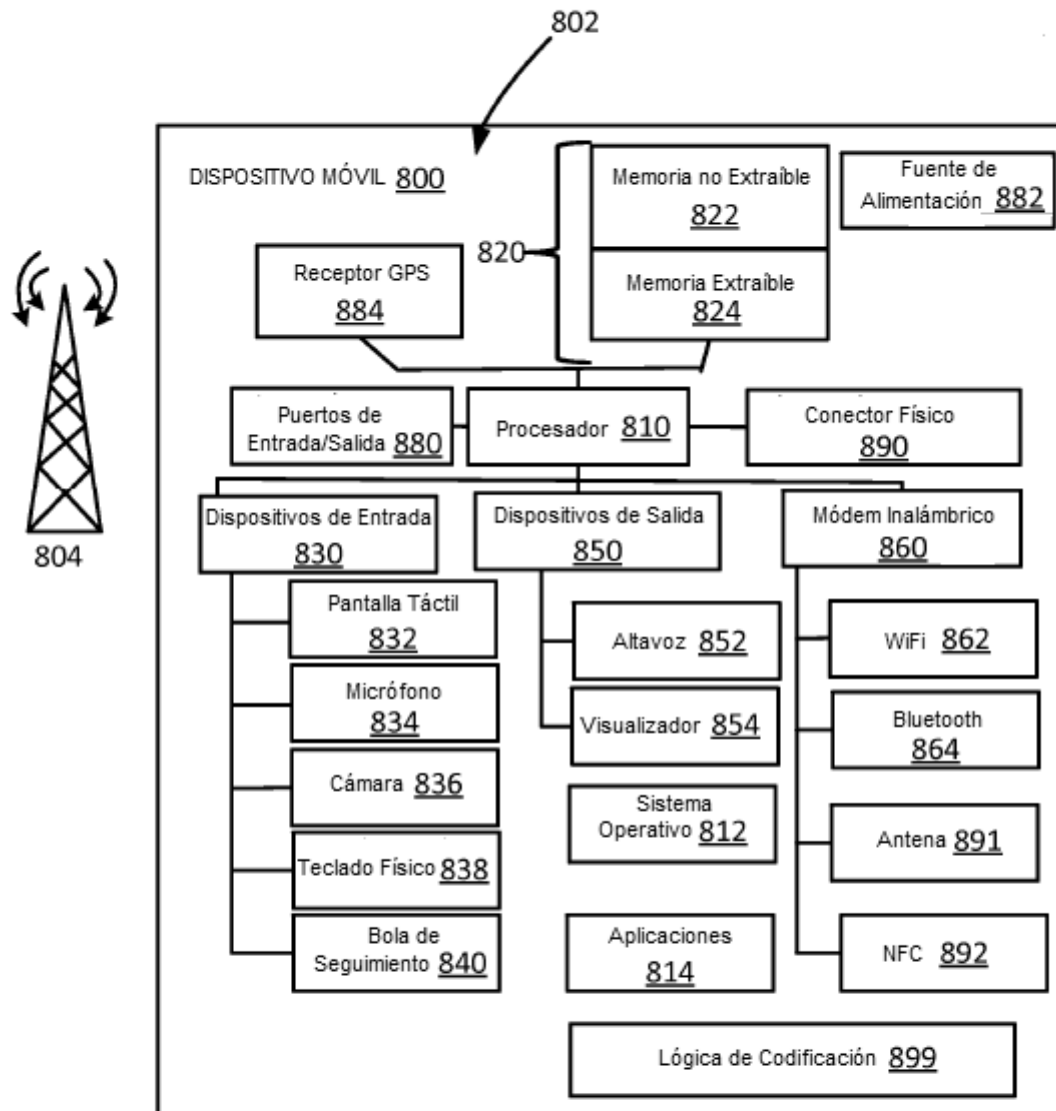 802
DISPOSITIVO MÓVIL 800
Memoria no Extraíble
822
Fuente de
Alimentación 882
820
Receptor GPS
884
Memoria Extraíble
824
Puertos de
Entrada/Salida 880
Procesador 810
Conector Físico
890
804
Dispositivos de Entrada
830
Dispositivos de Salida
850
Módem Inalámbrico
860
Pantalla Táctil
832
Altavoz 852
WiFi 862
Micrófono
834
Visualizador 854
Bluetooth
864
Cámara 836
Sistema
Operativo 812
Antena 891
Teclado Físico 838
Bola de
Seguimiento 840
Aplicaciones
814
NFC 892
Lógica de Codificación 899